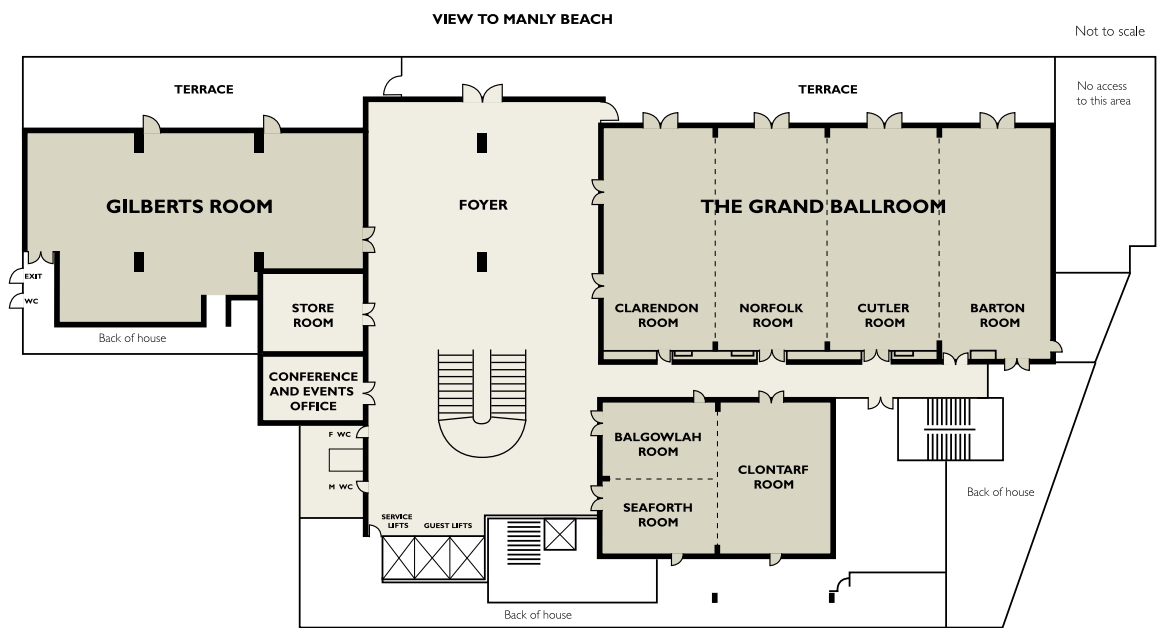 VIEW TO MANLY BEACH
Not to scale
TERRACE
TERRACE
No access
to this area
GILBERTS ROOM
FOYER
THE GRAND BALLROOM
EXIT
WC
STORE
ROOM
CLARENDON
ROOM
NORFOLK
ROOM
CUTLER
ROOM
BARTON
ROOM
Back of house
CONFERENCE
AND EVENTS
OFFICE
F WC
M WC
BALGOWLAH
ROOM
CLONTARF
ROOM
SEAFORTH
ROOM
Back of house
SERVICE
LIFTS
GUEST LIFTS
Back of house